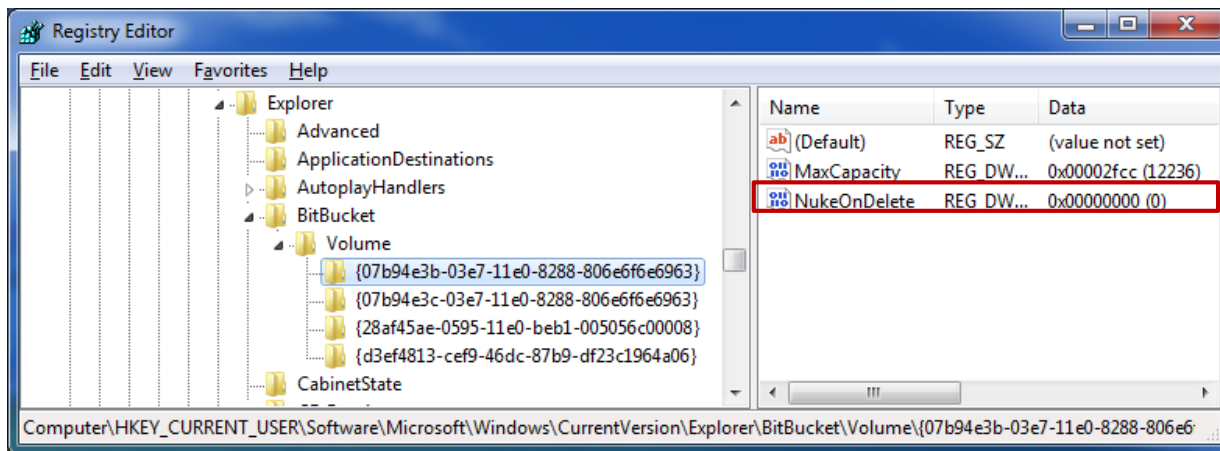 Registry Editor
File Edit View Favorites Help
Explorer
Advanced
ApplicationDestinations
AutoplayHandlers
BitBucket
Volume
{07b94e3b-03e7-11e0-8288-806e6f6e6963}
{07b94e3c-03e7-11e0-8288-806e6f6e6963}
{28af45ae-0595-11e0-beb1-005056c00008}
{d3ef4813-cef9-46dc-87b9-df23c1964a06}
CabinetState
Name Type Data
ab (Default) REG_SZ (value not set)
MaxCapacity REG_DW... 0x00002fcc (12236)
NukeOnDelete REG_DW... 0x00000000 (0)
Computer\HKEY_CURRENT_USER\Software\Microsoft\Windows\CurrentVersion\Explorer\BitBucket\Volume\{07b94e3b-03e7-11e0-8288-806e6